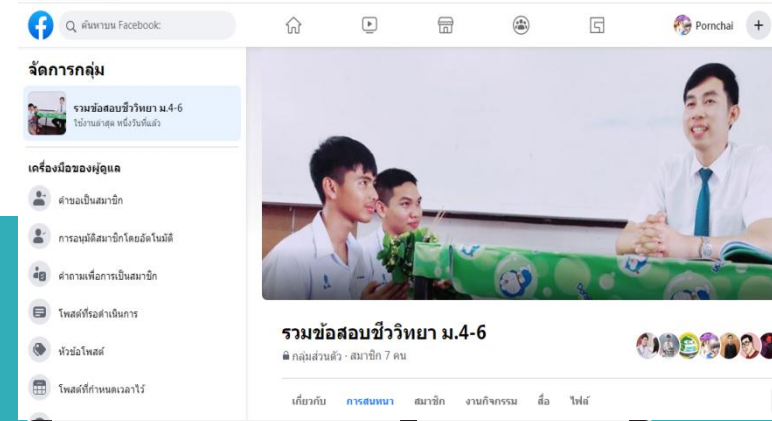 ค้นหาบน Facebook
Pornchai
จัดการกลุ่ม
รวมข้อสอบชีววิทยา ม.4-6
ใช้งานล่าสุด หนึ่งวันที่แล้ว
เครื่องมือของผู้ดูแล
คำขอเป็นสมาชิก
การอนุมัติสมาชิกโดยอัตโนมัติ
คำถามเพื่อการเป็นสมาชิก
โพสต์ที่รอดำเนินการ
หัวข้อโพสต์
โพสต์ที่กำหนดเวลาไว้
รวมข้อสอบชีววิทยา ม.4-6
กลุ่มส่วนตัว · สมาชิก 7 คน
เกี่ยวกับ การสนทนา สมาชิก งานกิจกรรม สื่อ ไฟล์